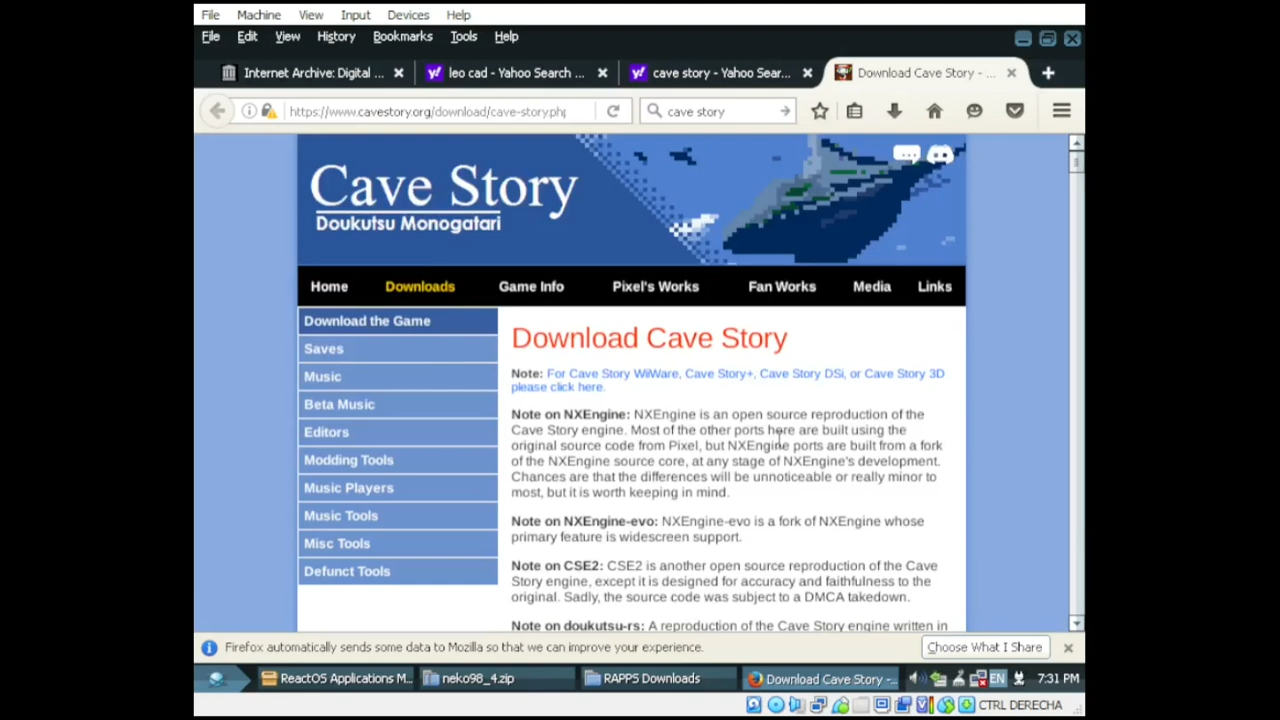 File Machine View Input Devices Help
File Edit View History Bookmarks Tools Help
Internet Archive: Digital ... leo cad - Yahoo Search ... cave story - Yahoo Sear... Download Cave Story - ...
https://www.cavestory.org/download/cave-story.php cave story
Cave Story
Doukutsu Monogatari
Home Downloads Game Info Pixel's Works Fan Works Media Links
Download the Game
Saves
Music
Beta Music
Editors
Modding Tools
Music Players
Music Tools
Misc Tools
Defunct Tools
Download Cave Story
Note: For Cave Story WiiWare, Cave Story+, Cave Story DSi, or Cave Story 3D
please click here.
Note on NXEngine: NXEngine is an open source reproduction of the
Cave Story engine. Most of the other ports here are built using the
original source code from Pixel, but NXEngine ports are built from a fork
of the NXEngine source core, at any stage of NXEngine's development.
Chances are that the differences will be unnoticeable or really minor to
most, but it is worth keeping in mind.
Note on NXEngine-evo: NXEngine-evo is a fork of NXEngine whose
primary feature is widescreen support.
Note on CSE2: CSE2 is another open source reproduction of the Cave
Story engine, except it is designed for accuracy and faithfulness to the
original. Sadly, the source code was subject to a DMCA takedown.
Note on doukutsu-rs: A reproduction of the Cave Story engine written in
Firefox automatically sends some data to Mozilla so that we can improve your experience. Choose What I Share
ReactOS Applications M... neko98_4.zip RAPPS Downloads Download Cave Story -... EN 7:31 PM
CTRL DERECHA